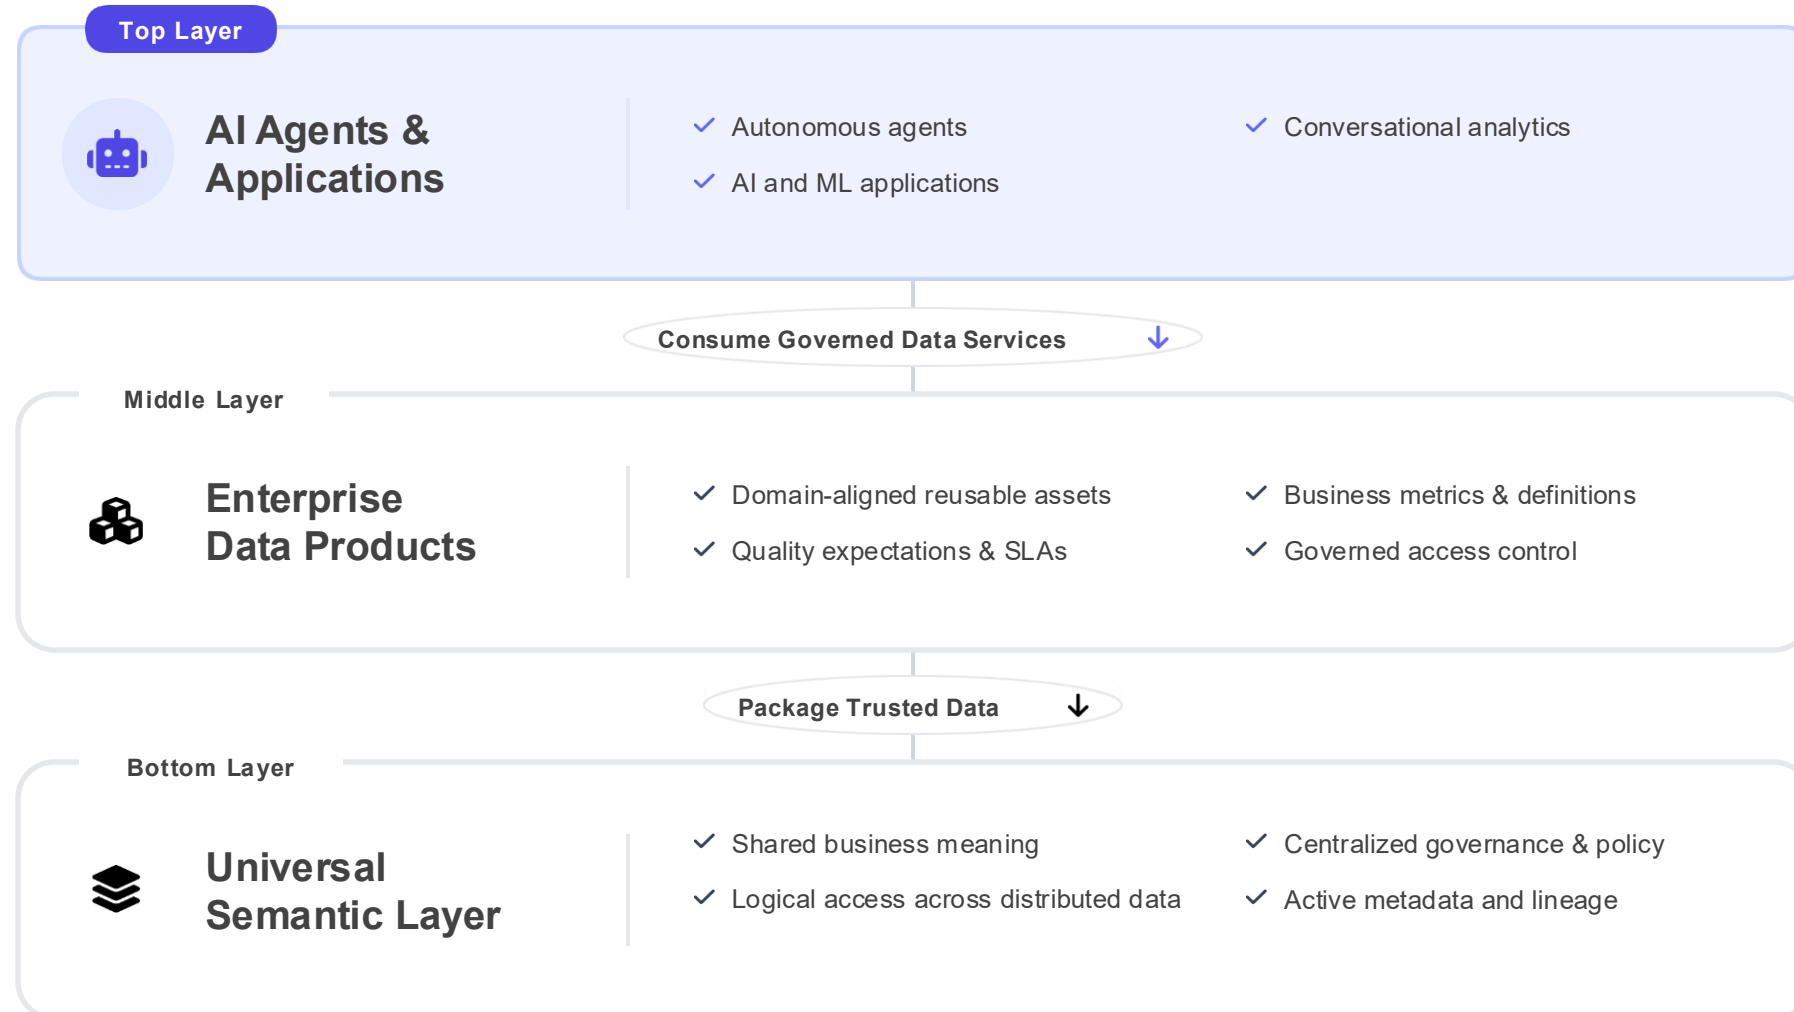 Top Layer
AI Agents &
Applications
Autonomous agents
Conversational analytics
AI and ML applications
Consume Governed Data Services
Middle Layer
Enterprise
Data Products
Domain-aligned reusable assets
Business metrics & definitions
Quality expectations & SLAs
Governed access control
Package Trusted Data
Bottom Layer
Universal
Semantic Layer
Shared business meaning
Centralized governance & policy
Logical access across distributed data
Active metadata and lineage